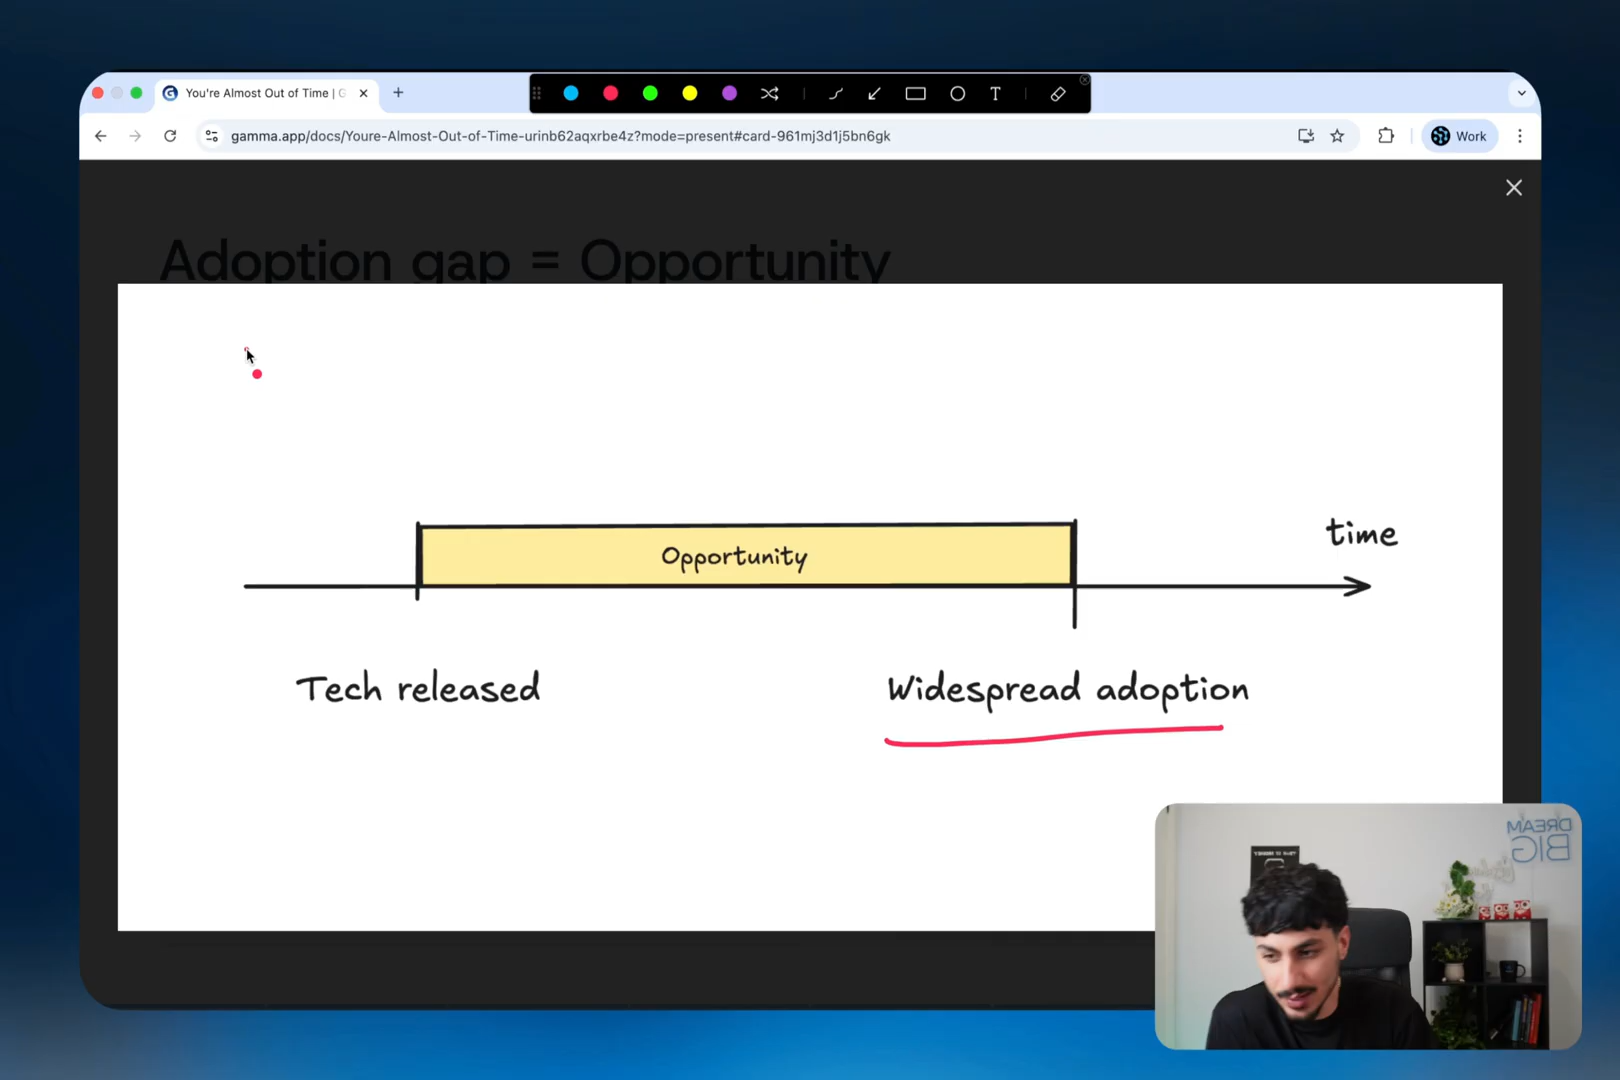 You're Almost Out of Time | G
T
gamma.app/docs/Youre-Almost-Out-of-Time-urinb62aqxrbe4z?mode=present#card-961mj3d1j5bn6gk
Work
Adoption gap = Opportunity
Opportunity
time
Tech released
Widespread adoption
DREAM
BIG